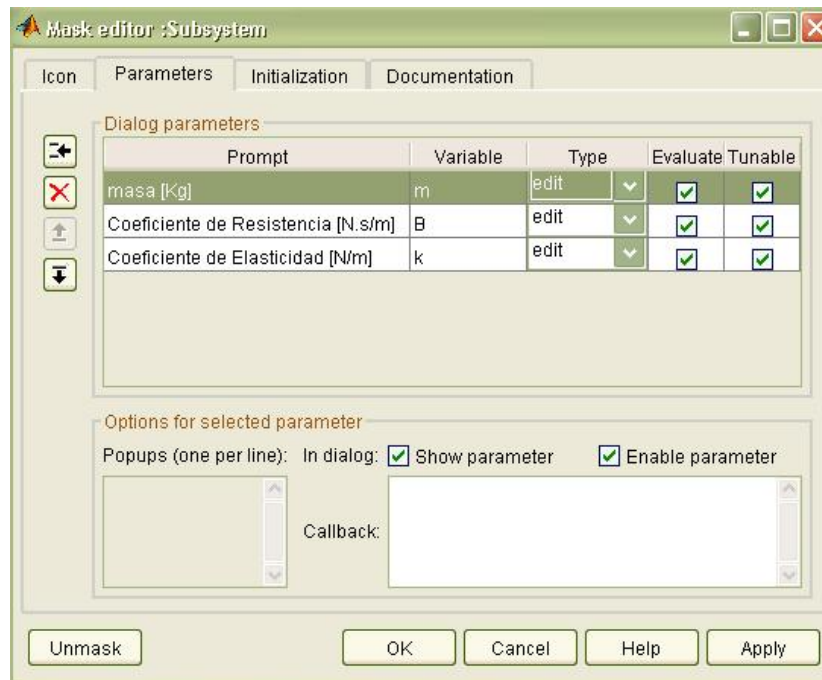 Mask editor :Subsystem
Icon Parameters Initialization Documentation
Dialog parameters
Prompt Variable Type Evaluate Tunable
masa [Kg] m edit
Coeficiente de Resistencia [N.s/m] B edit
Coeficiente de Elasticidad [N/m] k edit
Options for selected parameter
Popups (one per line): In dialog: Show parameter Enable parameter
Callback:
Unmask OK Cancel Help Apply